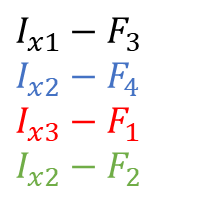 I_{x1} − F_3
I_{x2} − F_4
I_{x3} − F_1
I_{x2} − F_2